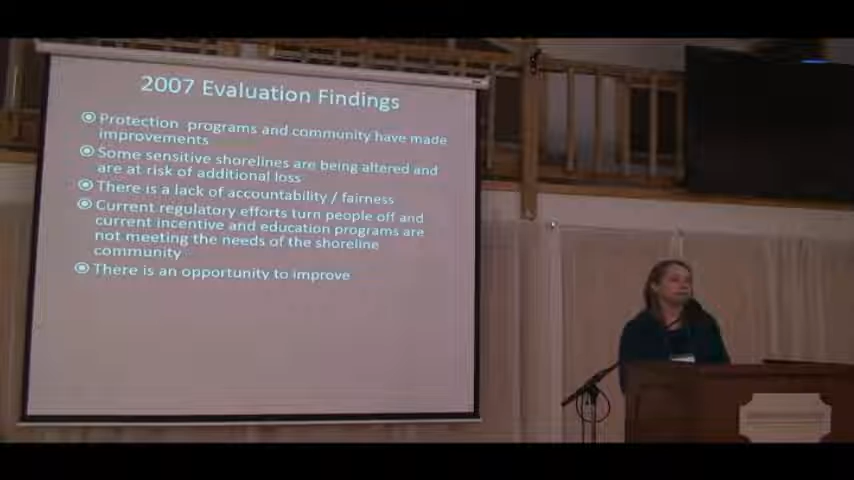 2007 Evaluation Findings
Protection programs and community have made
improvements
Some sensitive shorelines are being altered and
are at risk of additional loss
There is a lack of accountability / fairness
Current regulatory efforts turn people off and
current incentive and education programs are
not meeting the needs of the shoreline
community
There is an opportunity to improve